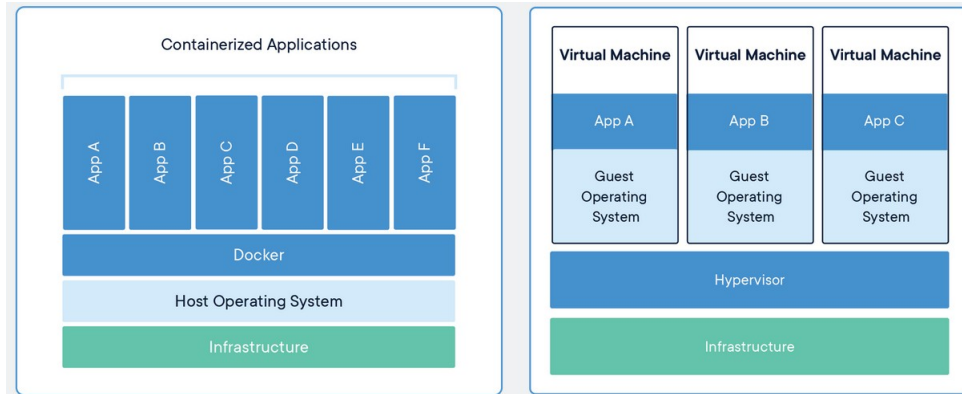 Containerized Applications
App A
App B
App C
App D
App E
App F
Docker
Host Operating System
Infrastructure
Virtual Machine
App A
Guest
Operating
System
Virtual Machine
App B
Guest
Operating
System
Virtual Machine
App C
Guest
Operating
System
Hypervisor
Infrastructure